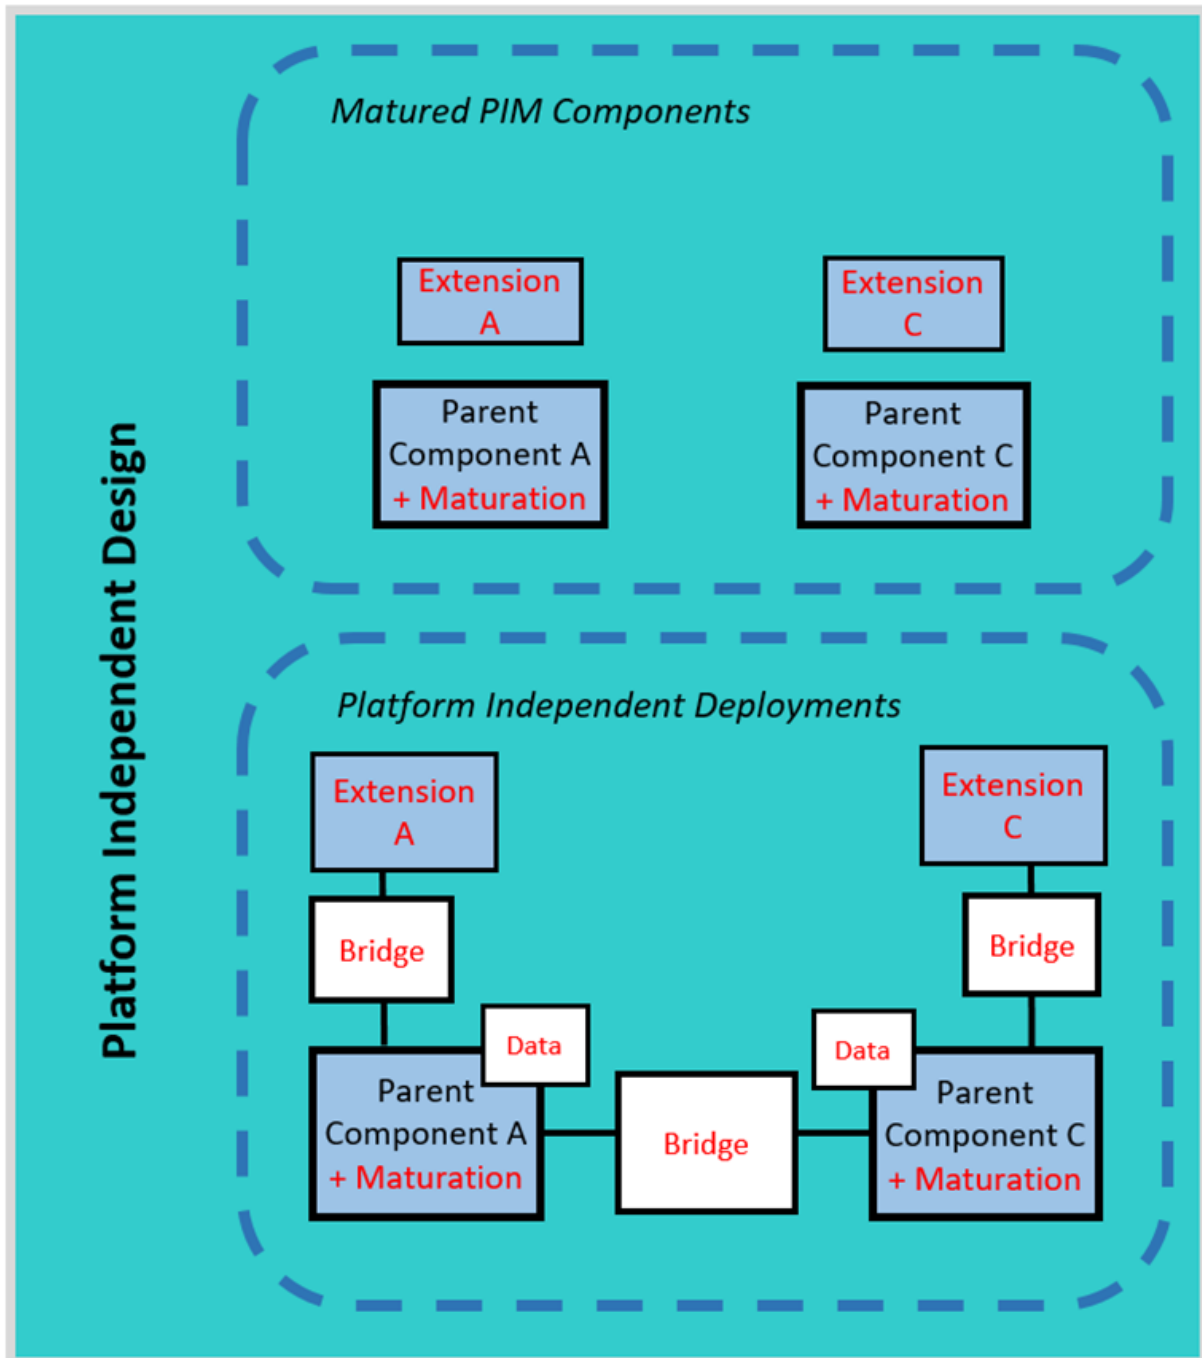 Platform Independent Design
Matured PIM Components
Extension
A
Extension
C
Parent
Component A
+ Maturation
Parent
Component C
+ Maturation
Platform Independent Deployments
Extension
A
Extension
C
Bridge
Bridge
Data
Data
Parent
Component A
+ Maturation
Bridge
Parent
Component C
+ Maturation